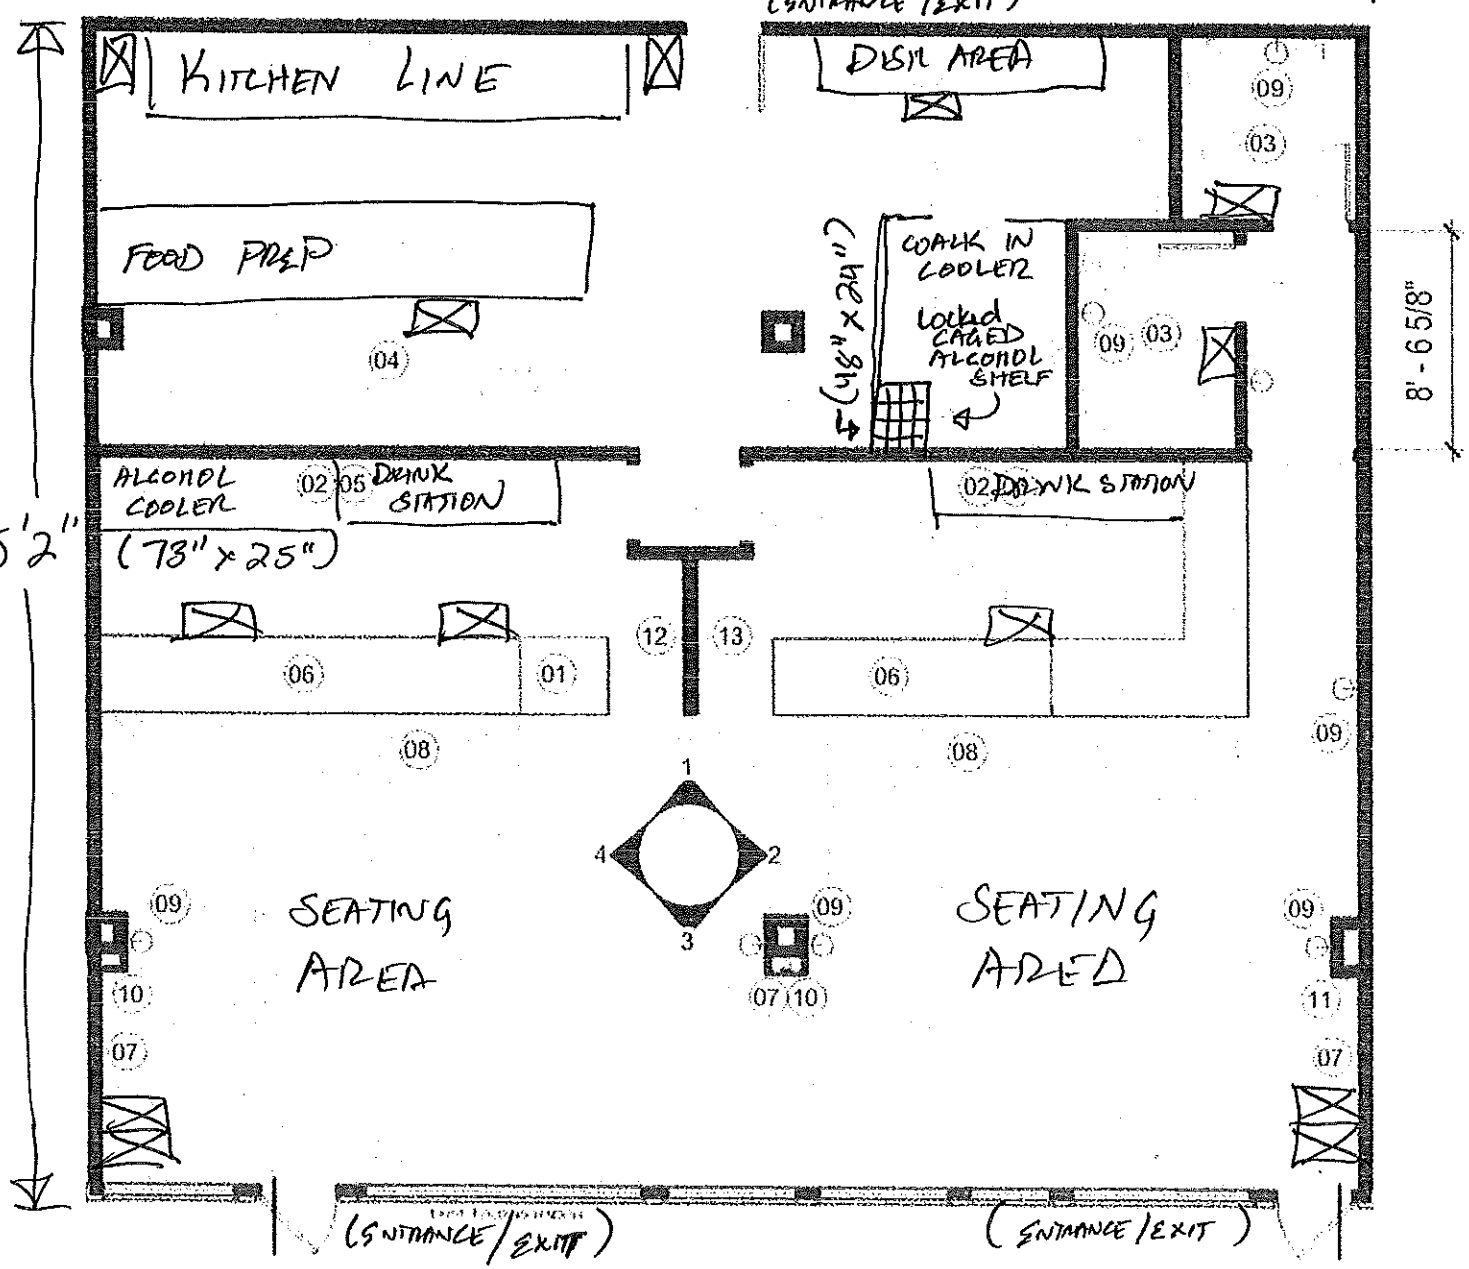 (ENTRANCE/EXIT)
KITCHEN LINE
DISH AREA
09
03
FOOD PREP
WALK IN
COOLER
LOCKED
CAGED
ALCOHOL
SHELF
(48" x 24")
09
03
8' - 6 5/8"
04
ALCOHOL
COOLER
02
05
DRINK
STATION
02
DRINK STATION
5'2"
(73" x 25")
12
13
06
01
06
08
08
09
1
4
2
3
09
SEATING
AREA
09
SEATING
AREA
09
10
07
10
11
07
07
(ENTRANCE/EXIT)
(ENTRANCE/EXIT)